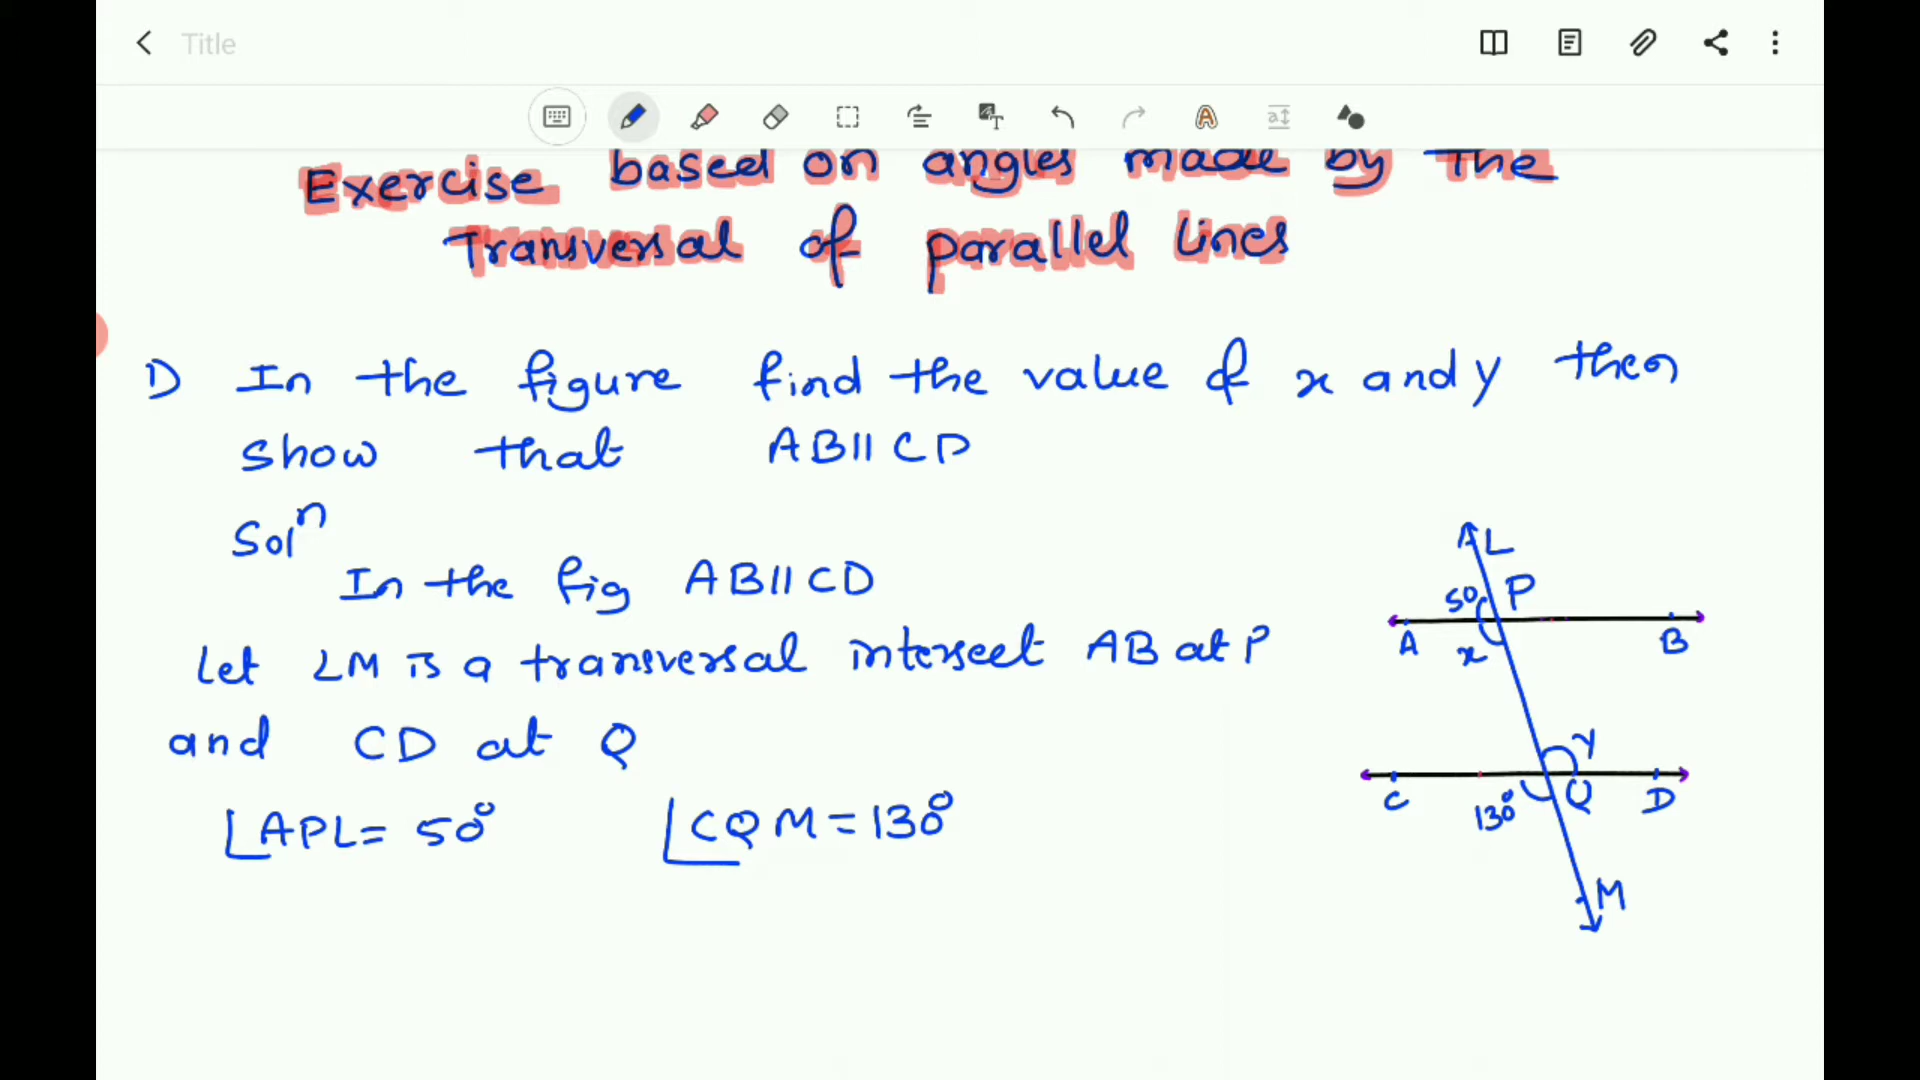 Title
Exercise based on angles made by the
Transversal of parallel lines
1) In the figure find the value of x and y then
show that AB||CD
Solⁿ
In the fig AB||CD
Let LM is a transversal intersect AB at P
and CD at Q
∠APL= 50° ∠CQM=130°
L
50 P
A x B
y
C 130° Q D
M